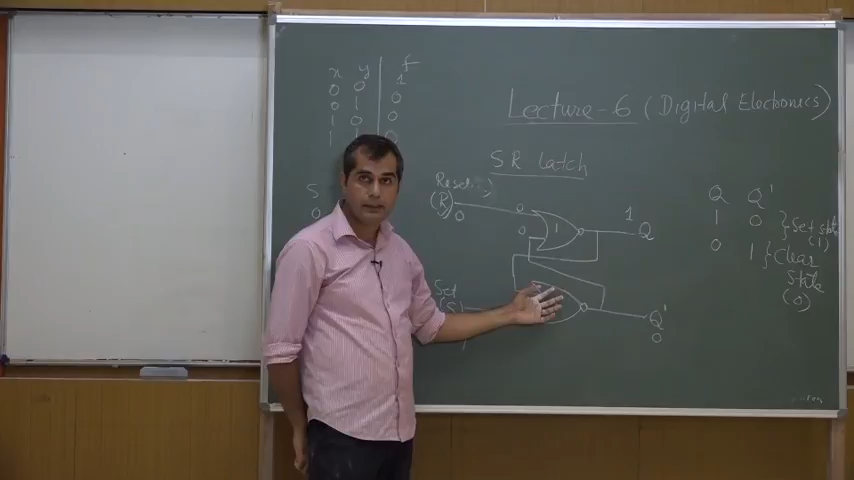 Lecture-6 (Digital Electronics)
SR latch
x y f
0 0 1
0 1 0
1 0 0
1 1 0
S
0
Reset
(R)
0
0
0
1
1
Q
Set
(S)
Q'
0
Q Q'
1 0 } Set state
(1)
0 1 } Clear
state
(0)